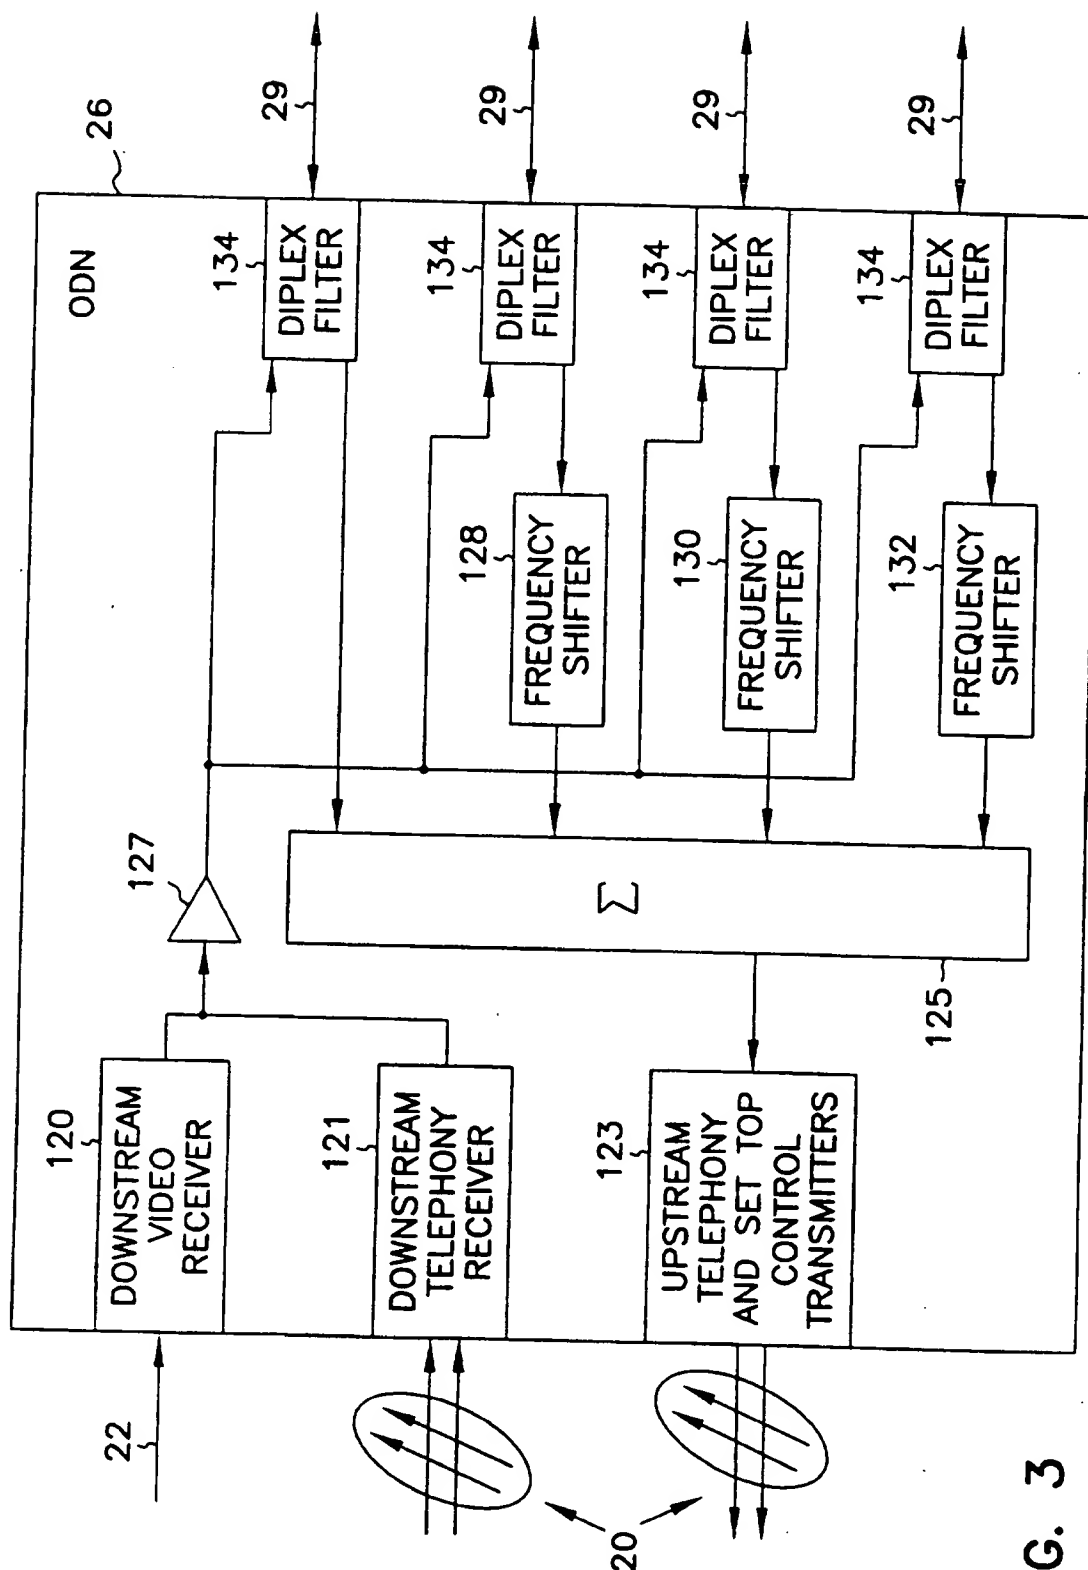 26
ODN
29
29
29
29
134
134
134
134
DIPLEX
FILTER
DIPLEX
FILTER
DIPLEX
FILTER
DIPLEX
FILTER
128
FREQUENCY
SHIFTER
130
FREQUENCY
SHIFTER
132
FREQUENCY
SHIFTER
127
Σ
125
120
DOWNSTREAM
VIDEO
RECEIVER
121
DOWNSTREAM
TELEPHONY
RECEIVER
123
UPSTREAM
TELEPHONY
AND SET TOP
CONTROL
TRANSMITTERS
22
20
G. 3